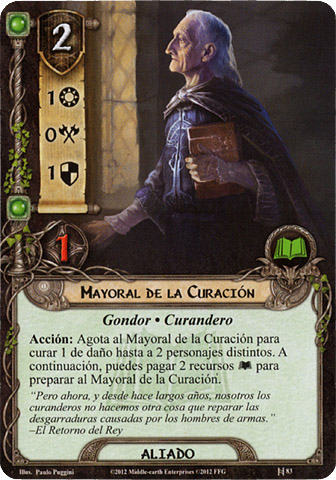 2
1
0
1
1
MAYORAL DE LA CURACIÓN
Gondor • Curandero
Acción: Agota al Mayoral de la Curación para
curar 1 de daño hasta a 2 personajes distintos. A
continuación, puedes pagar 2 recursos para
preparar al Mayoral de la Curación.
“Pero ahora, y desde hace largos años, nosotros los
curanderos no hacemos otra cosa que reparar las
desgarraduras causadas por los hombres de armas.”
–El Retorno del Rey
ALIADO
Illus. Paulo Puggini
©2012 Middle-earth Enterprises ©2012 FFG
83